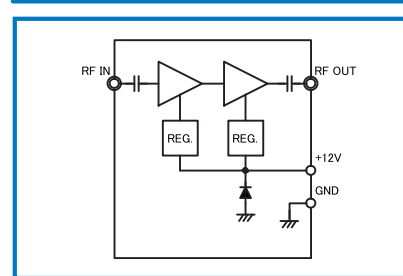 RF IN
RF OUT
REG.
REG.
+12V
GND